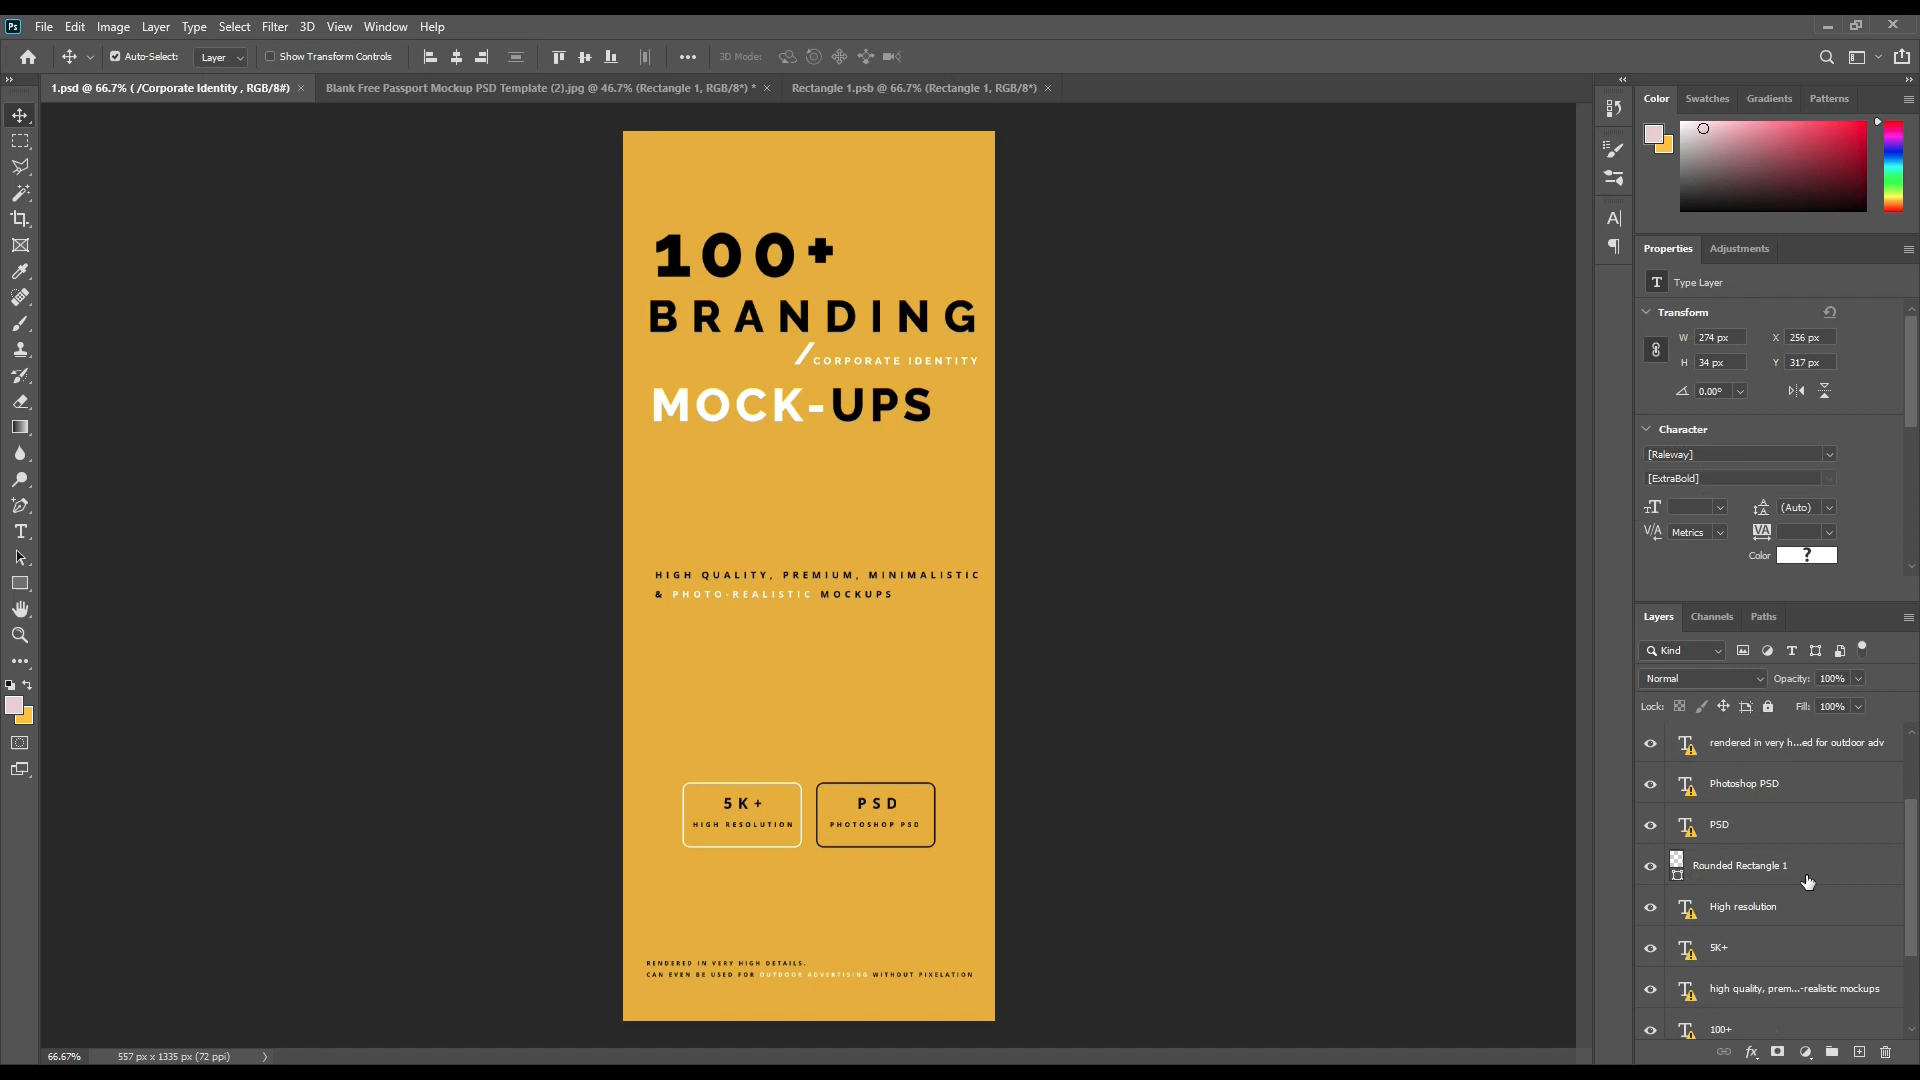 Ps File Edit Image Layer Type Select Filter 3D View Window Help
Auto-Select: Layer Show Transform Controls 3D Mode:
1.psd @ 66.7% ( /Corporate Identity , RGB/8#) × Blank Free Passport Mockup PSD Template (2).jpg @ 46.7% (Rectangle 1, RGB/8*) * × Rectangle 1.psb @ 66.7% (Rectangle 1, RGB/8*) ×
100+
BRANDING
/CORPORATE IDENTITY
MOCK-UPS
HIGH QUALITY, PREMIUM, MINIMALISTIC
& PHOTO-REALISTIC MOCKUPS
5K+
HIGH RESOLUTION
PSD
PHOTOSHOP PSD
RENDERED IN VERY HIGH DETAILS.
CAN EVEN BE USED FOR OUTDOOR ADVERTISING WITHOUT PIXELATION
66.67% 557 px x 1335 px (72 ppi)
Color Swatches Gradients Patterns
Properties Adjustments
T Type Layer
Transform
W 274 px X 256 px
H 34 px Y 317 px
0.00°
Character
[Raleway]
[ExtraBold]
(Auto)
Metrics
Color ?
Layers Channels Paths
Kind
Normal Opacity: 100%
Lock: Fill: 100%
rendered in very h...ed for outdoor adv
Photoshop PSD
PSD
Rounded Rectangle 1
High resolution
5K+
high quality, prem...-realistic mockups
100+